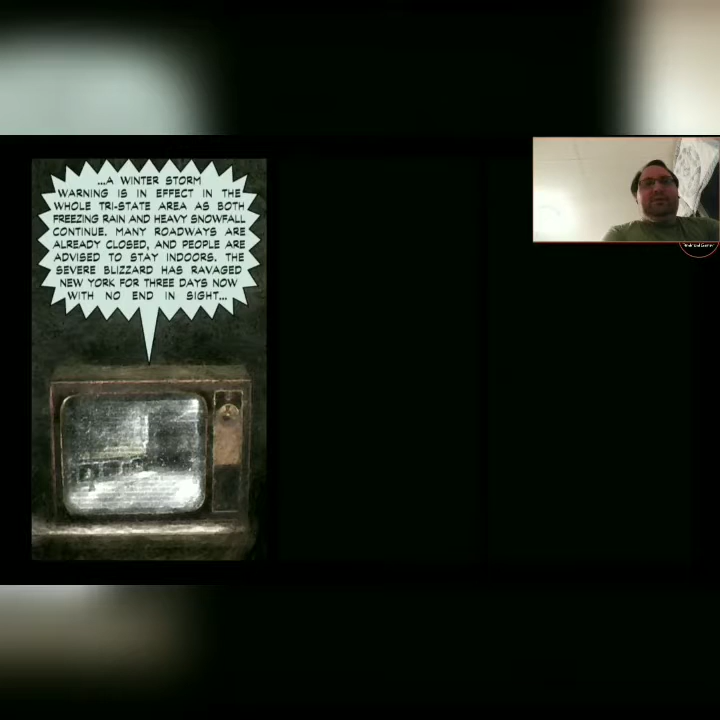 ...A WINTER STORM
WARNING IS IN EFFECT IN THE
WHOLE TRI-STATE AREA AS BOTH
FREEZING RAIN AND HEAVY SNOWFALL
CONTINUE. MANY ROADWAYS ARE
ALREADY CLOSED, AND PEOPLE ARE
ADVISED TO STAY INDOORS. THE
SEVERE BLIZZARD HAS RAVAGED
NEW YORK FOR THREE DAYS NOW
WITH NO END IN SIGHT...